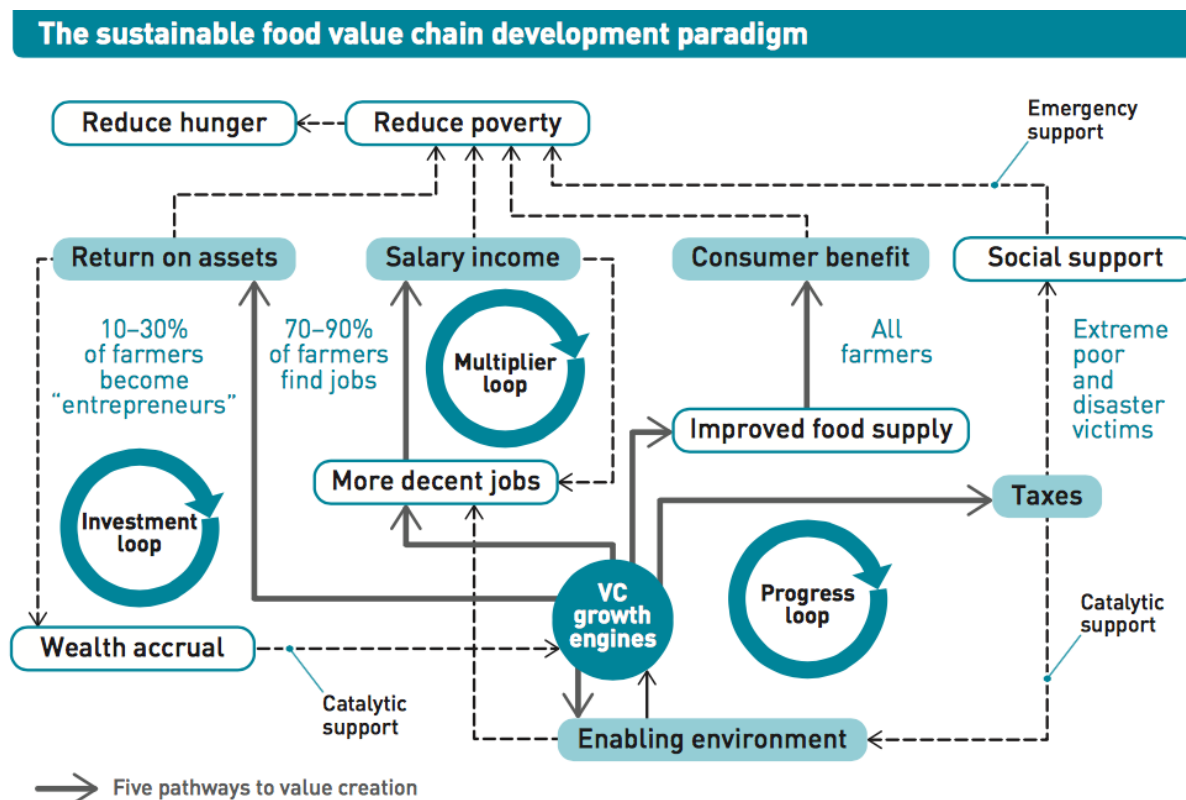 The sustainable food value chain development paradigm
Reduce hunger
Reduce poverty
Emergency
support
Return on assets
Salary income
Consumer benefit
Social support
10–30%
of farmers
become
“entrepreneurs”
70–90%
of farmers
find jobs
Multiplier
loop
All
farmers
Extreme
poor
and
disaster
victims
Improved food supply
More decent jobs
Taxes
Investment
loop
VC
growth
engines
Progress
loop
Catalytic
support
Wealth accrual
Catalytic
support
Enabling environment
Five pathways to value creation